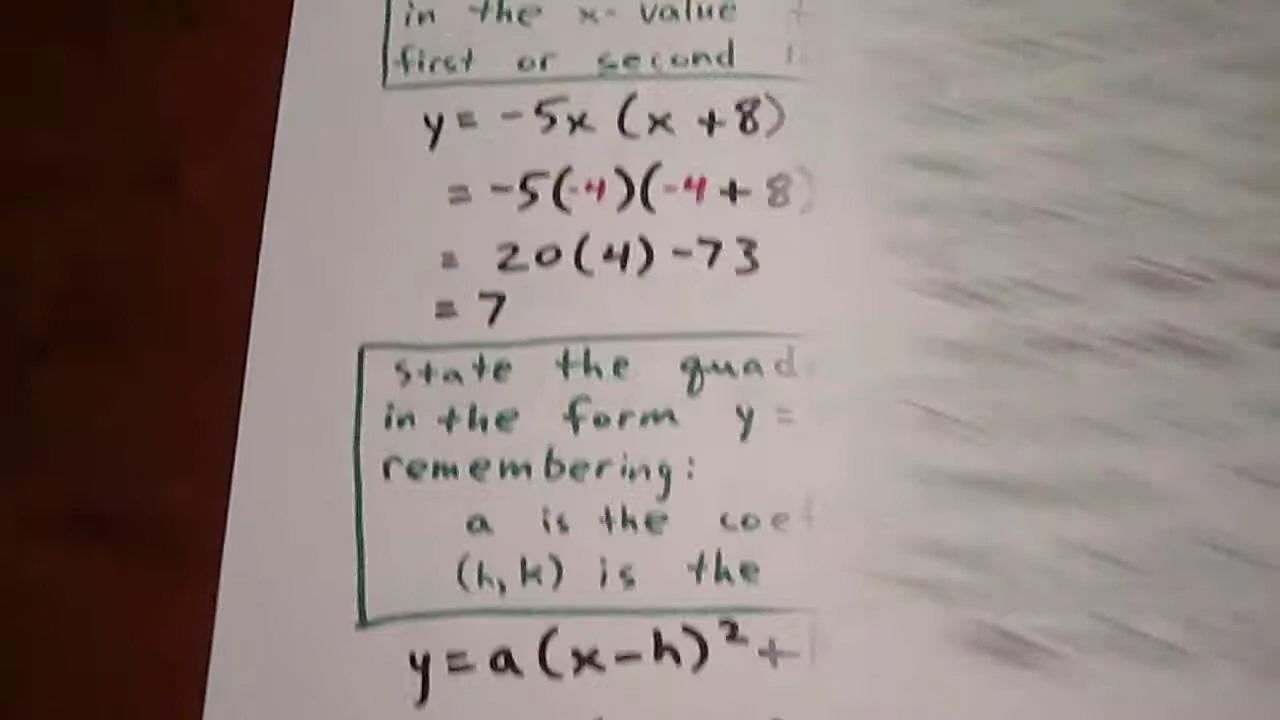 in the x-value
first or second
y = -5x (x +8)
= -5(-4)(-4 + 8)
= 20(4) -73
= 7
state the quad
in the form y =
remembering:
a is the coef
(h,k) is the
y=a(x-h)² +